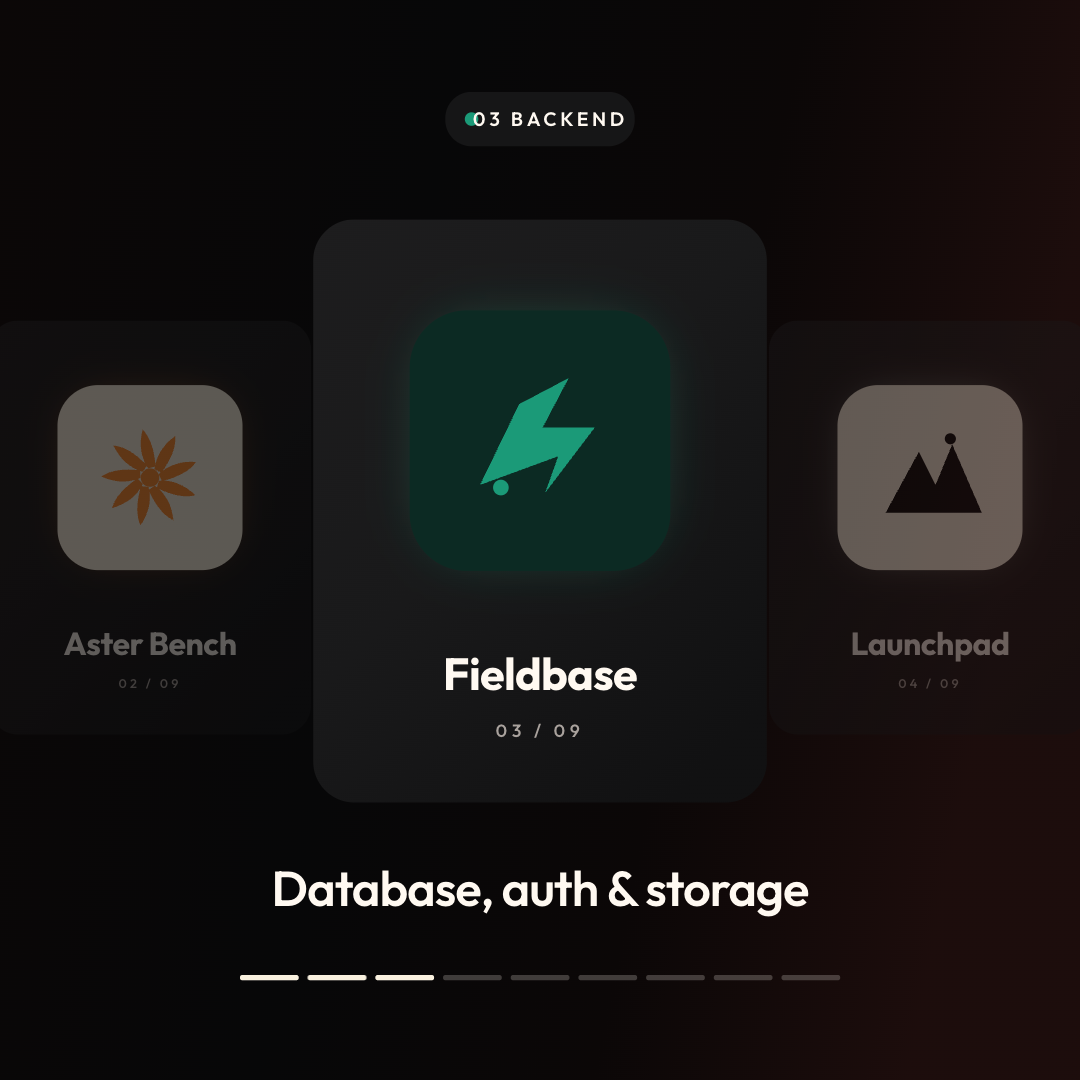 03 BACKEND
Aster Bench
02 / 09
Fieldbase
03 / 09
Launchpad
04 / 09
Database, auth & storage